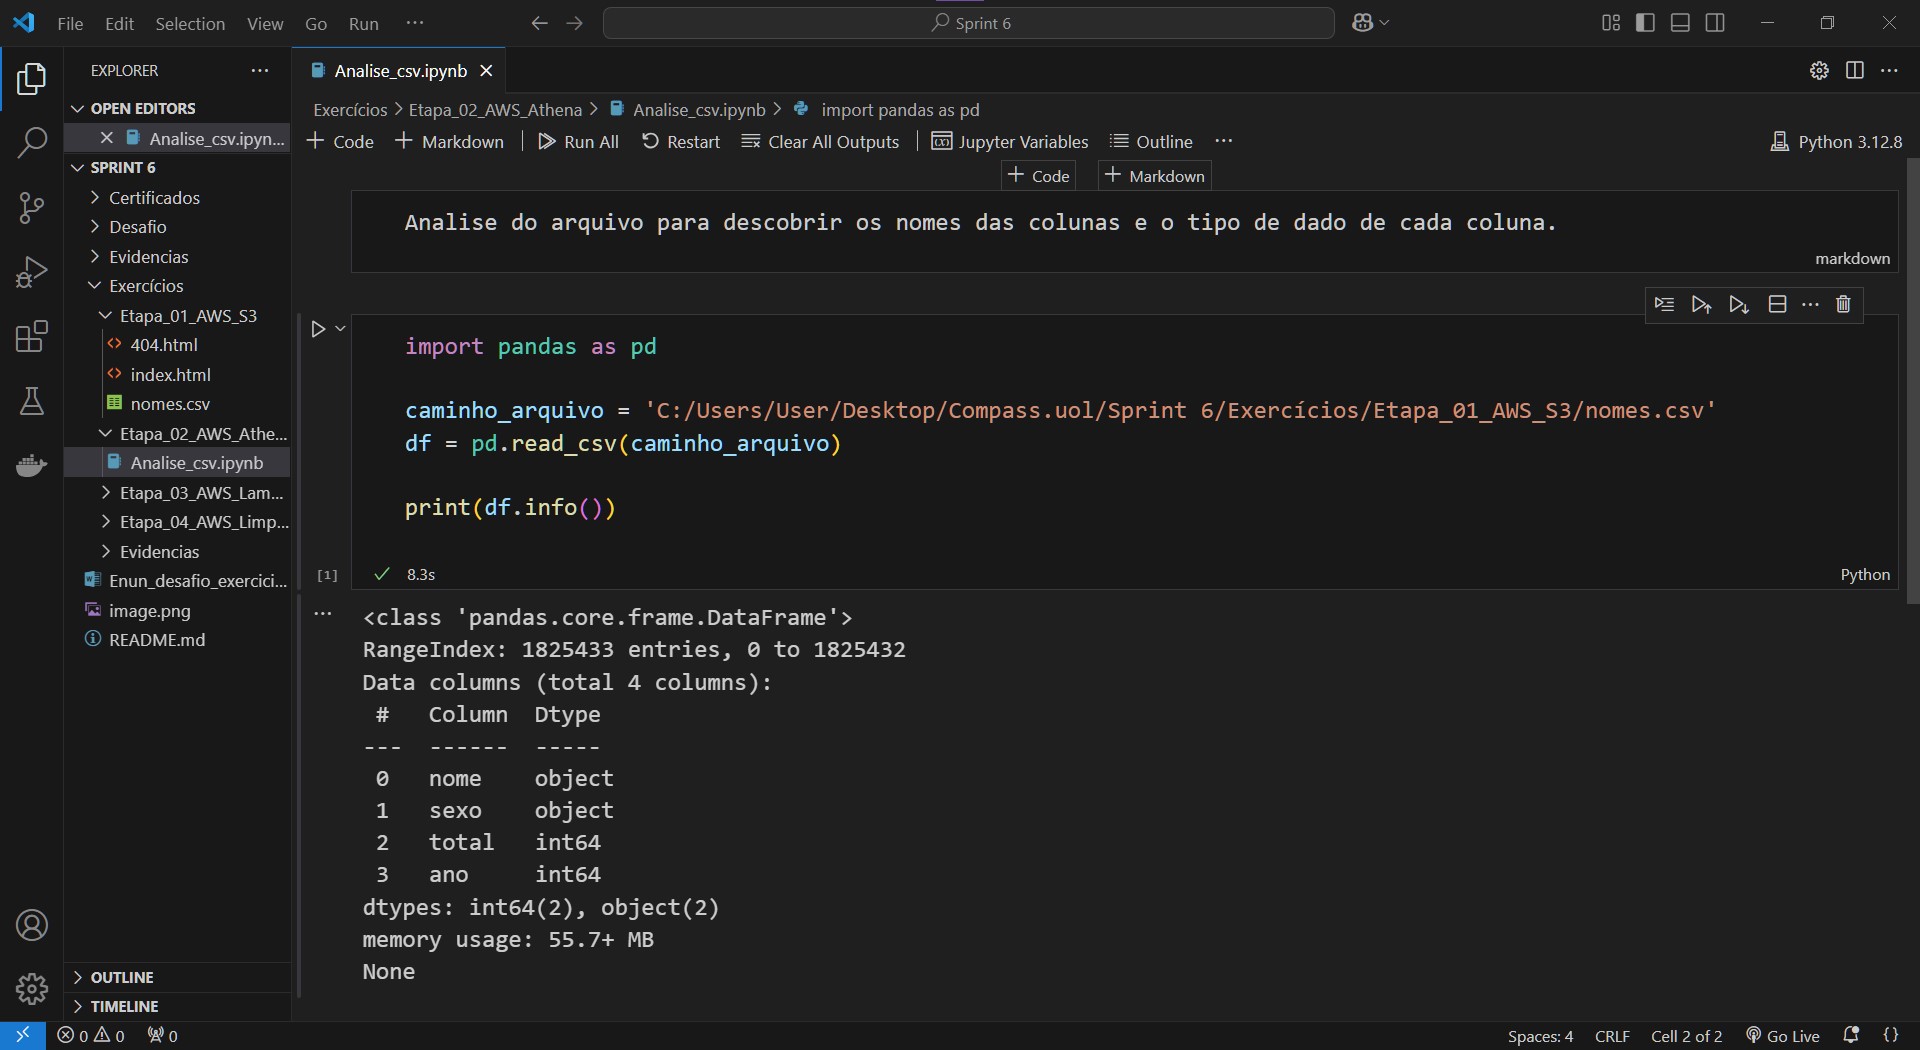 File Edit Selection View Go Run ···
Sprint 6
EXPLORER ···
OPEN EDITORS
Analise_csv.ipyn...
SPRINT 6
Certificados
Desafio
Evidencias
Exercícios
Etapa_01_AWS_S3
404.html
index.html
nomes.csv
Etapa_02_AWS_Athe...
Analise_csv.ipynb
Etapa_03_AWS_Lam...
Etapa_04_AWS_Limp...
Evidencias
Enun_desafio_exercici...
image.png
README.md
OUTLINE
TIMELINE
Analise_csv.ipynb
Exercícios > Etapa_02_AWS_Athena > Analise_csv.ipynb > import pandas as pd
+ Code + Markdown Run All Restart Clear All Outputs Jupyter Variables Outline ··· Python 3.12.8
+ Code + Markdown
Analise do arquivo para descobrir os nomes das colunas e o tipo de dado de cada coluna.
markdown
import pandas as pd
caminho_arquivo = 'C:/Users/User/Desktop/Compass.uol/Sprint 6/Exercícios/Etapa_01_AWS_S3/nomes.csv'
df = pd.read_csv(caminho_arquivo)
print(df.info())
[1] 8.3s Python
<class 'pandas.core.frame.DataFrame'>
RangeIndex: 1825433 entries, 0 to 1825432
Data columns (total 4 columns):
 #   Column  Dtype
---  ------  -----
 0   nome    object
 1   sexo    object
 2   total   int64
 3   ano     int64
dtypes: int64(2), object(2)
memory usage: 55.7+ MB
None
0 0 0 Spaces: 4 CRLF Cell 2 of 2 Go Live {}